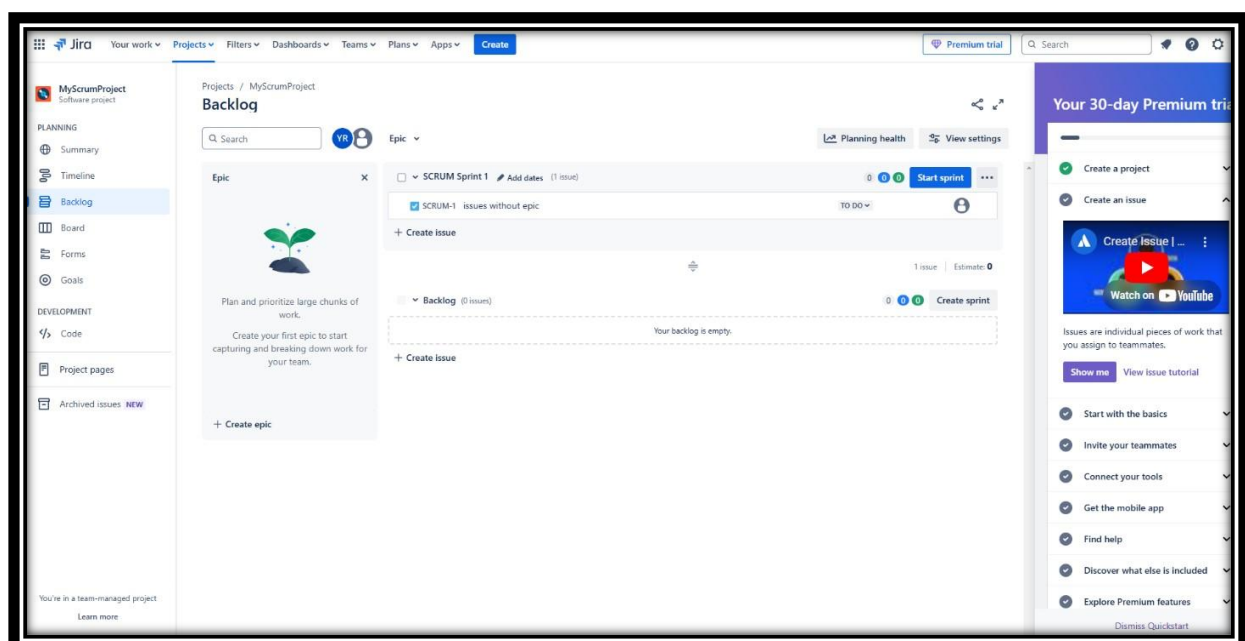 Jira Your work Projects Filters Dashboards Teams Plans Apps Create Premium trial Search
MyScrumProject
Software project
PLANNING
Summary
Timeline
Backlog
Board
Forms
Goals
DEVELOPMENT
Code
Project pages
Archived issues NEW
You're in a team-managed project
Learn more
Projects / MyScrumProject
Backlog
Search YR Epic Planning health View settings
Epic
Plan and prioritize large chunks of
work.
Create your first epic to start
capturing and breaking down work for
your team.
+ Create epic
SCRUM Sprint 1 Add dates (1 issue) 0 0 0 Start sprint ...
SCRUM-1 issues without epic TO DO
+ Create issue
1 issue Estimate: 0
Backlog (0 issues) 0 0 0 Create sprint
Your backlog is empty.
+ Create issue
Your 30-day Premium tria
Create a project
Create an issue
Create Issue | ...
Watch on YouTube
Issues are individual pieces of work that
you assign to teammates.
Show me View issue tutorial
Start with the basics
Invite your teammates
Connect your tools
Get the mobile app
Find help
Discover what else is included
Explore Premium features
Dismiss Quickstart